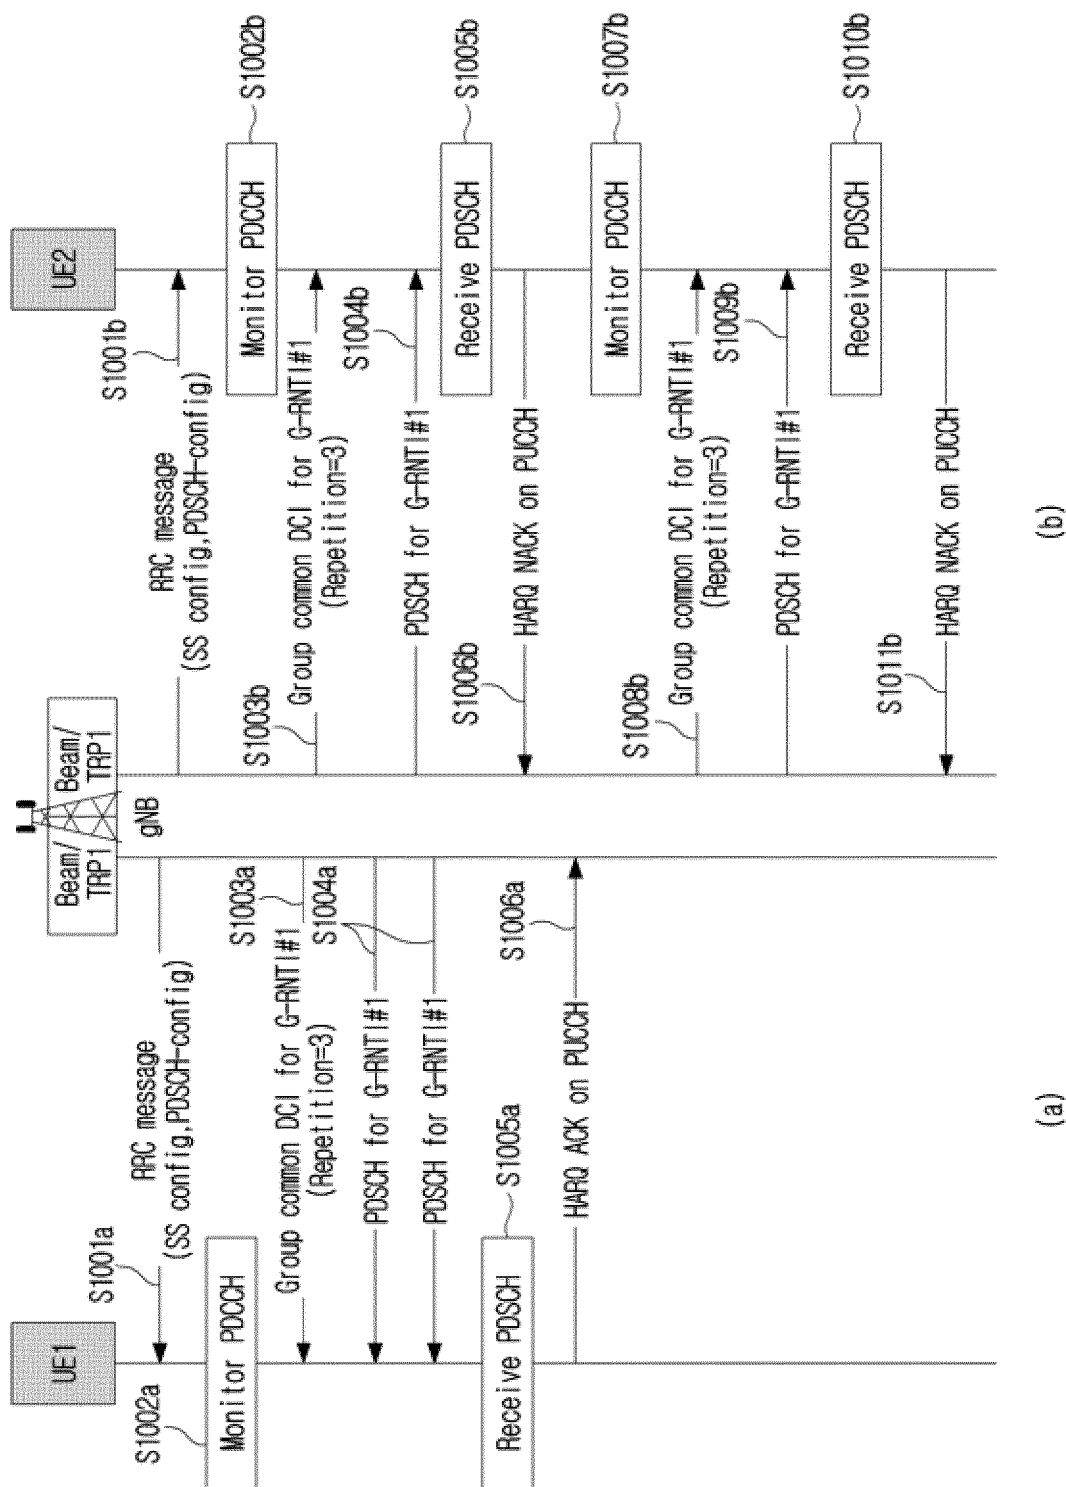 UE1
Beam/
TRP1
Beam/
TRP1
gNB
UE2
S1001a
RRC message
(SS config,PDSCH-config)
RRC message
(SS config,PDSCH-config)
S1001b
S1002a
Monitor PDCCH
Monitor PDCCH
S1002b
Group common DCI for G-RNTI#1
(Repetition=3)
S1003a
S1003b
Group common DCI for G-RNTI#1
(Repetition=3)
S1004a
PDSCH for G-RNTI#1
PDSCH for G-RNTI#1
PDSCH for G-RNTI#1
S1004b
Receive PDSCH
S1005a
Receive PDSCH
S1005b
HARQ ACK on PUCCH
S1006a
S1006b
HARQ NACK on PUCCH
Monitor PDCCH
S1007b
S1008b
Group common DCI for G-RNTI#1
(Repetition=3)
PDSCH for G-RNTI#1
S1009b
Receive PDSCH
S1010b
S1011b
HARQ NACK on PUCCH
(a)
(b)